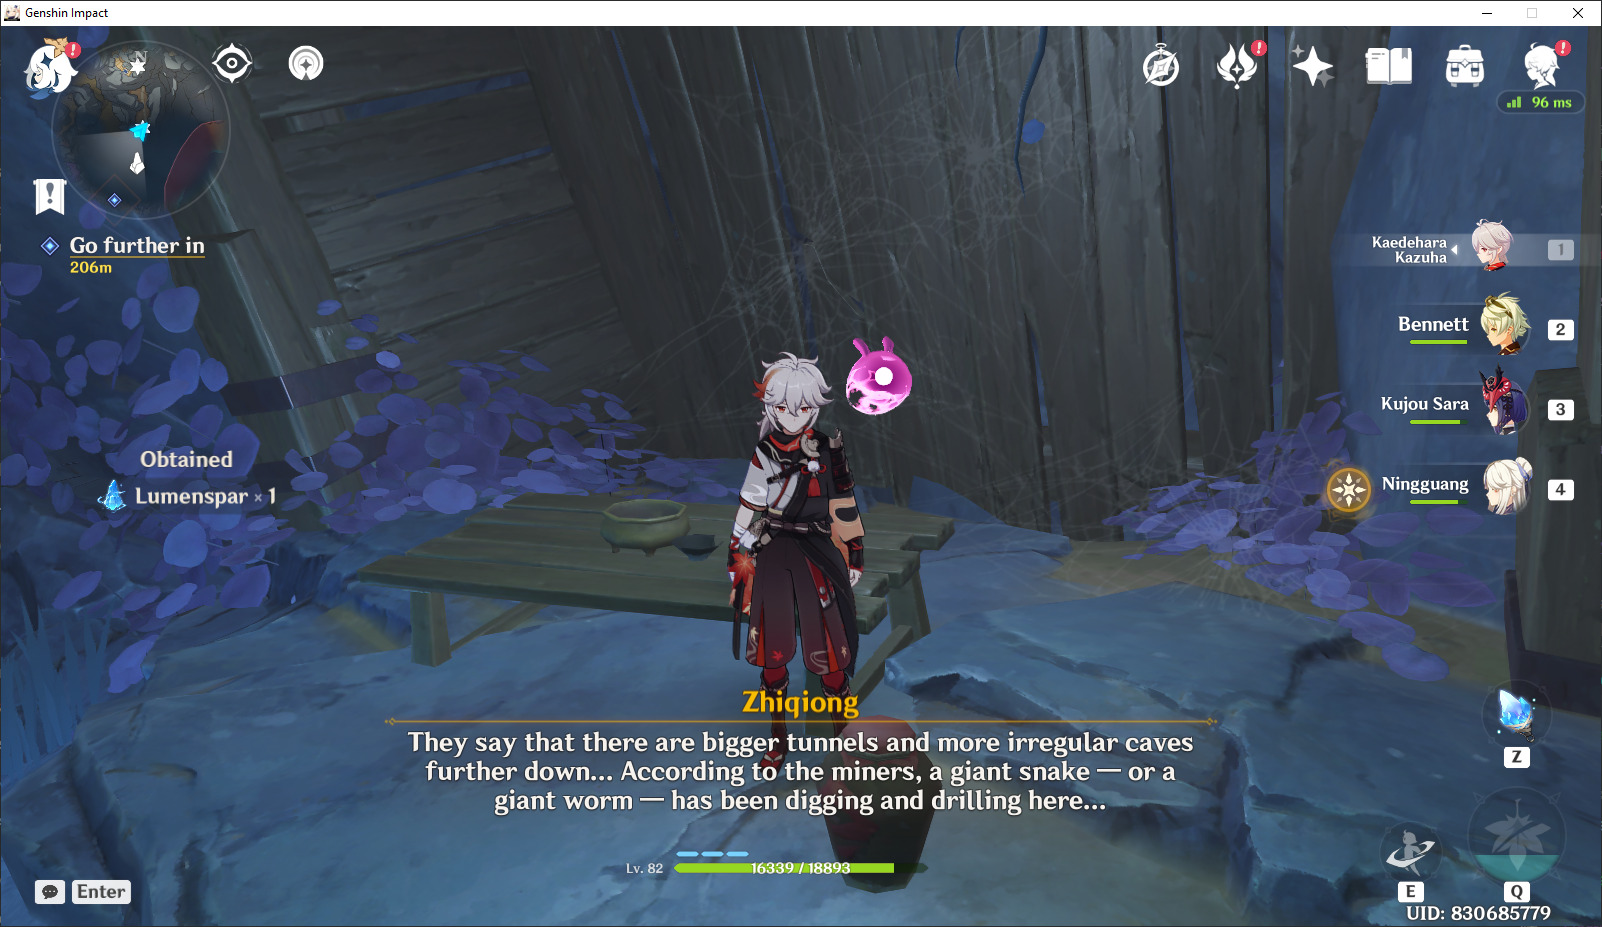 Genshin Impact
N
96 ms
Go further in
206m
Kaedehara
Kazuha
1
Bennett
2
Kujou Sara
3
Ningguang
4
Obtained
Lumenspar × 1
Zhiqiong
They say that there are bigger tunnels and more irregular caves
further down... According to the miners, a giant snake — or a
giant worm — has been digging and drilling here...
Z
Lv. 82
16339 / 18893
Enter
E
Q
UID: 830685779